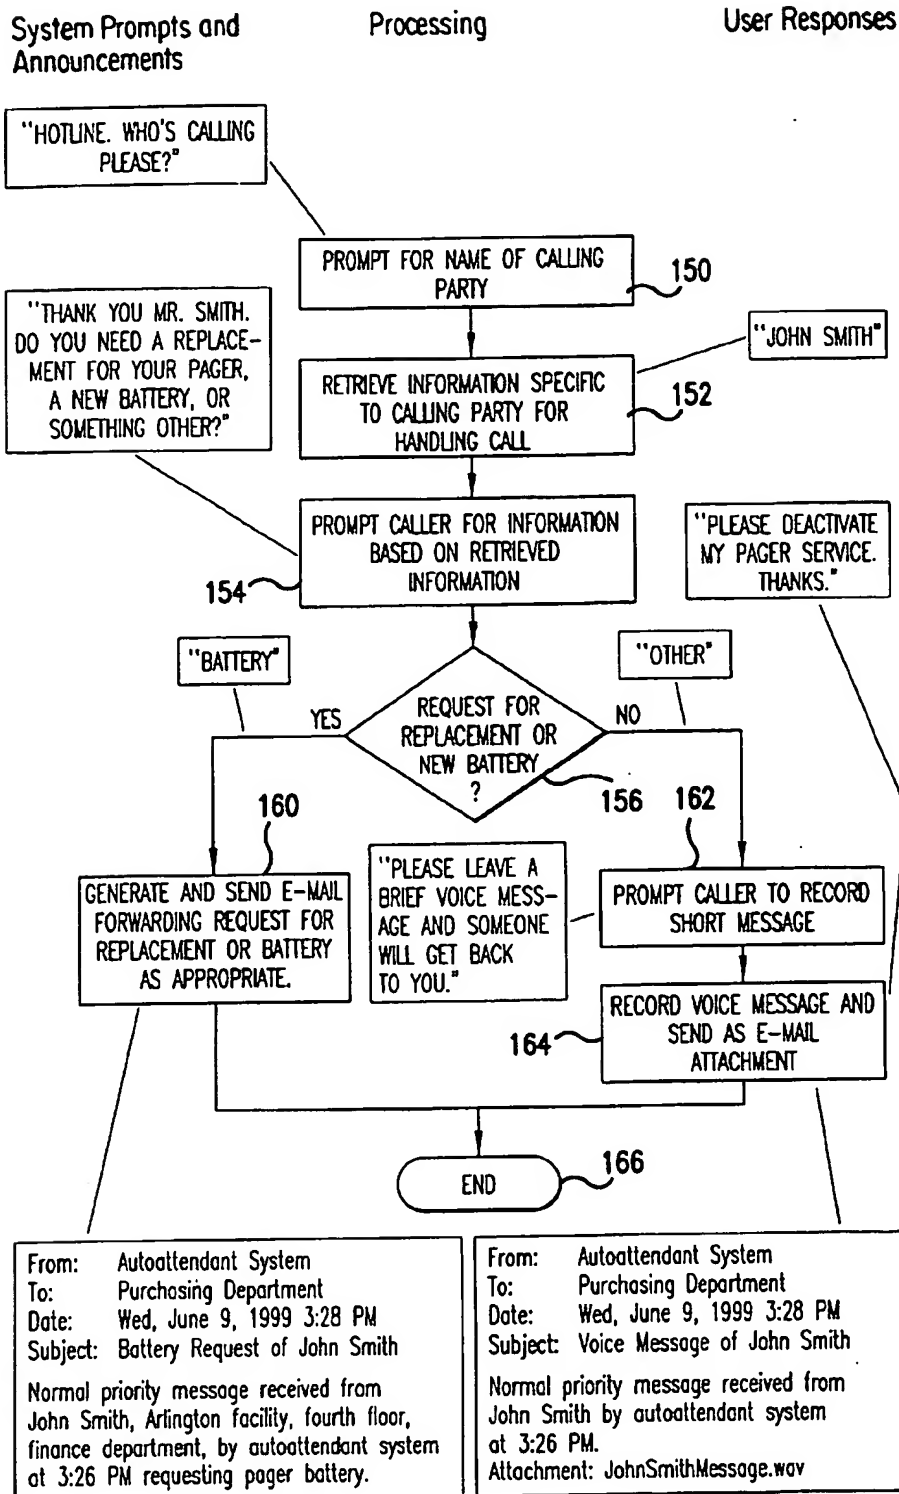 System Prompts and
Announcements
Processing
User Responses
"HOTLINE. WHO'S CALLING
PLEASE?"
PROMPT FOR NAME OF CALLING
PARTY
150
"THANK YOU MR. SMITH.
DO YOU NEED A REPLACE-
MENT FOR YOUR PAGER,
A NEW BATTERY, OR
SOMETHING OTHER?"
"JOHN SMITH"
RETRIEVE INFORMATION SPECIFIC
TO CALLING PARTY FOR
HANDLING CALL
152
PROMPT CALLER FOR INFORMATION
BASED ON RETRIEVED
INFORMATION
154
"PLEASE DEACTIVATE
MY PAGER SERVICE.
THANKS."
"BATTERY"
"OTHER"
YES
REQUEST FOR
REPLACEMENT OR
NEW BATTERY
?
NO
156
160
162
GENERATE AND SEND E-MAIL
FORWARDING REQUEST FOR
REPLACEMENT OR BATTERY
AS APPROPRIATE.
"PLEASE LEAVE A
BRIEF VOICE MESS-
AGE AND SOMEONE
WILL GET BACK
TO YOU."
PROMPT CALLER TO RECORD
SHORT MESSAGE
RECORD VOICE MESSAGE AND
SEND AS E-MAIL
ATTACHMENT
164
END
166
From: Autoattendant System
To: Purchasing Department
Date: Wed, June 9, 1999 3:28 PM
Subject: Battery Request of John Smith
Normal priority message received from
John Smith, Arlington facility, fourth floor,
finance department, by autoattendant system
at 3:26 PM requesting pager battery.
From: Autoattendant System
To: Purchasing Department
Date: Wed, June 9, 1999 3:28 PM
Subject: Voice Message of John Smith
Normal priority message received from
John Smith by autoattendant system
at 3:26 PM.
Attachment: JohnSmithMessage.wav